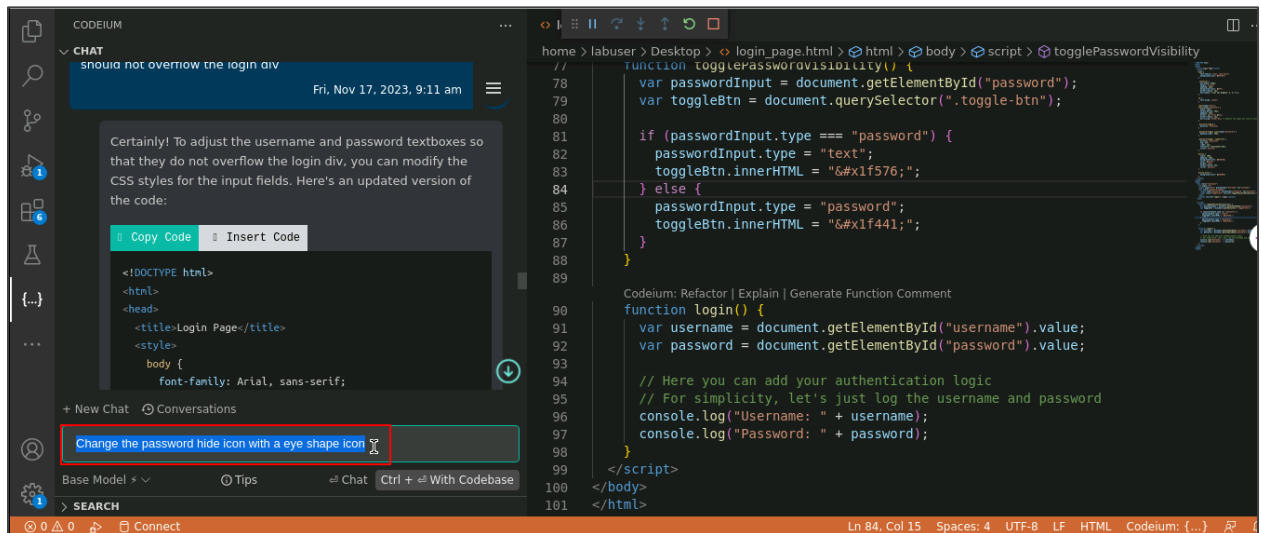 CODEIUM
CHAT
should not overflow the login div
Fri, Nov 17, 2023, 9:11 am
Certainly! To adjust the username and password textboxes so
that they do not overflow the login div, you can modify the
CSS styles for the input fields. Here's an updated version of
the code:
Copy Code
Insert Code
<!DOCTYPE html>
<html>
<head>
<title>Login Page</title>
<style>
body {
font-family: Arial, sans-serif;
+ New Chat Conversations
Change the password hide icon with a eye shape icon
Base Model Tips Chat Ctrl + ⏎ With Codebase
SEARCH
1
6
{...}
1
home > labuser > Desktop > login_page.html > html > body > script > togglePasswordVisibility
77 function togglePasswordVisibility() {
78 var passwordInput = document.getElementById("password");
79 var toggleBtn = document.querySelector(".toggle-btn");
80
81 if (passwordInput.type === "password") {
82 passwordInput.type = "text";
83 toggleBtn.innerHTML = "&#x1f576;";
84 } else {
85 passwordInput.type = "password";
86 toggleBtn.innerHTML = "&#x1f441;";
87 }
88 }
89
Codeium: Refactor | Explain | Generate Function Comment
90 function login() {
91 var username = document.getElementById("username").value;
92 var password = document.getElementById("password").value;
93
94 // Here you can add your authentication logic
95 // For simplicity, let's just log the username and password
96 console.log("Username: " + username);
97 console.log("Password: " + password);
98 }
99 </script>
100 </body>
101 </html>
0 0 Connect
Ln 84, Col 15 Spaces: 4 UTF-8 LF HTML Codeium: {...}